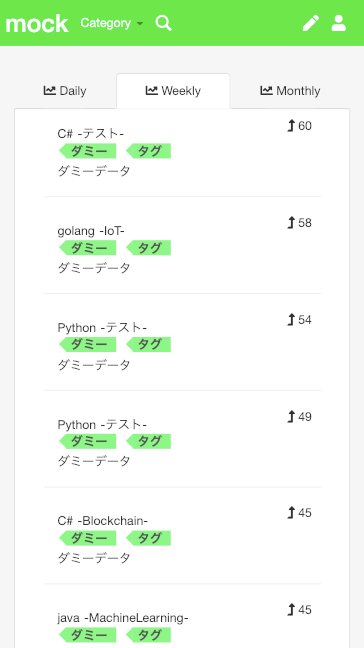 mock Category
Daily Weekly Monthly
C# -テスト- 60
ダミー タグ
ダミーデータ
golang -IoT- 58
ダミー タグ
ダミーデータ
Python -テスト- 54
ダミー タグ
ダミーデータ
Python -テスト- 49
ダミー タグ
ダミーデータ
C# -Blockchain- 45
ダミー タグ
ダミーデータ
java -MachineLearning- 45
ダミー タグ